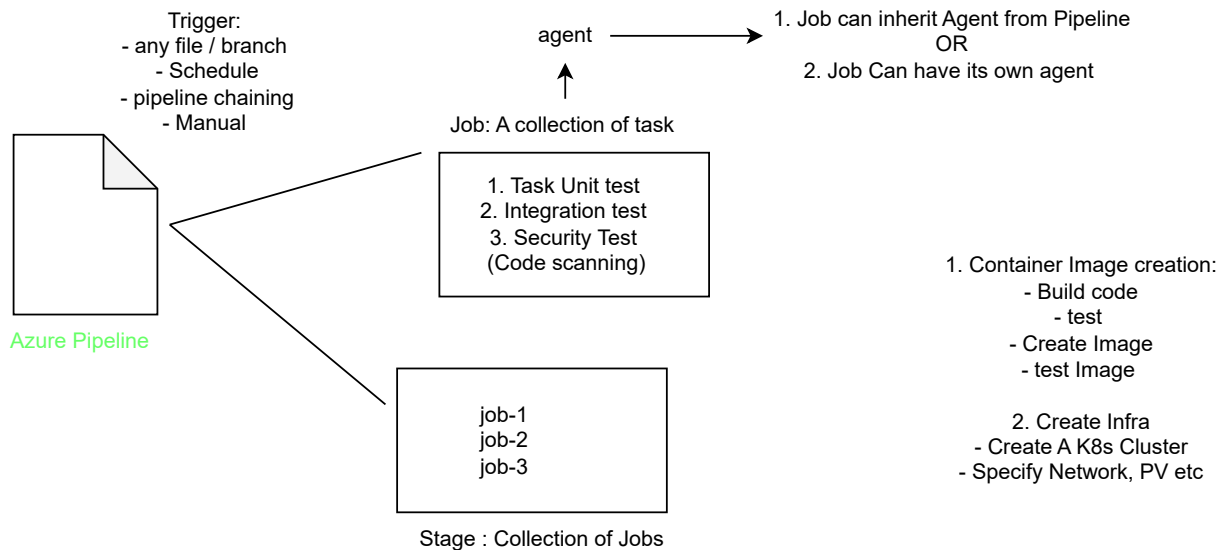 Trigger:
- any file / branch
- Schedule
- pipeline chaining
- Manual
Azure Pipeline
agent
1. Job can inherit Agent from Pipeline
OR
2. Job Can have its own agent
Job: A collection of task
1. Task Unit test
2. Integration test
3. Security Test
(Code scanning)
job-1
job-2
job-3
Stage : Collection of Jobs
1. Container Image creation:
- Build code
- test
- Create Image
- test Image
2. Create Infra
- Create A K8s Cluster
- Specify Network, PV etc